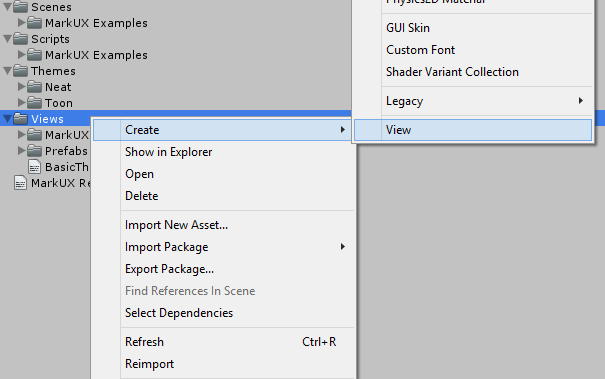 Scenes
MarkUX Examples
Scripts
MarkUX Examples
Themes
Neat
Toon
Views
MarkUX
Prefabs
BasicTh
MarkUX Re
Create
Show in Explorer
Open
Delete
Import New Asset...
Import Package
Export Package...
Find References In Scene
Select Dependencies
Refresh Ctrl+R
Reimport
GUI Skin
Custom Font
Shader Variant Collection
Legacy
View